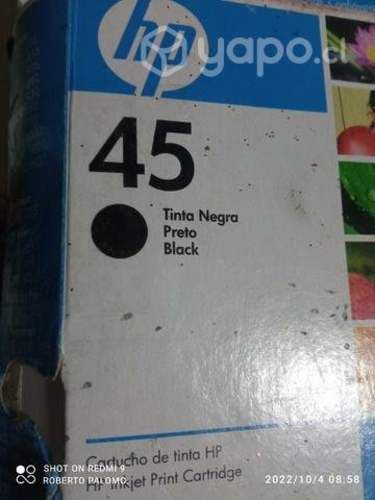 hp
yapo.cl
45
Tinta Negra
Preto
Black
Cartucho de tinta HP
HP Inkjet Print Cartridge
SHOT ON REDMI 9
ROBERTO PALOMO.
2022/10/4 08:58